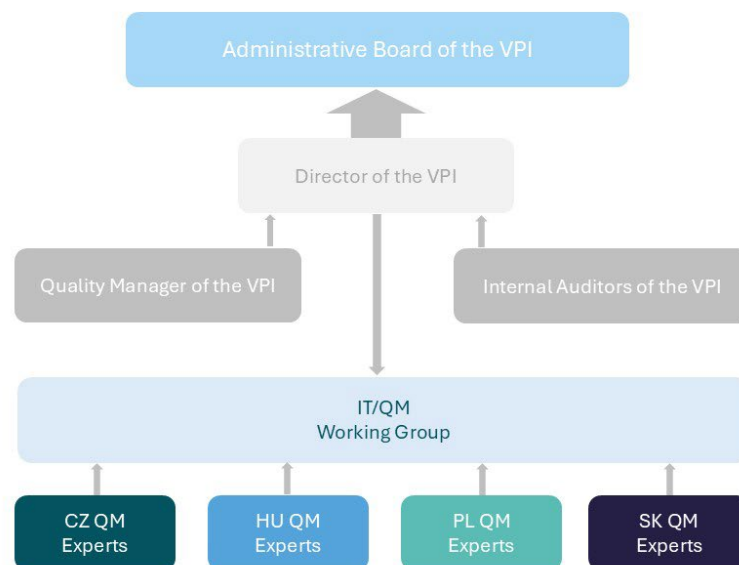 Administrative Board of the VPI
Director of the VPI
Quality Manager of the VPI
Internal Auditors of the VPI
IT/QM
Working Group
CZ QM
Experts
HU QM
Experts
PL QM
Experts
SK QM
Experts